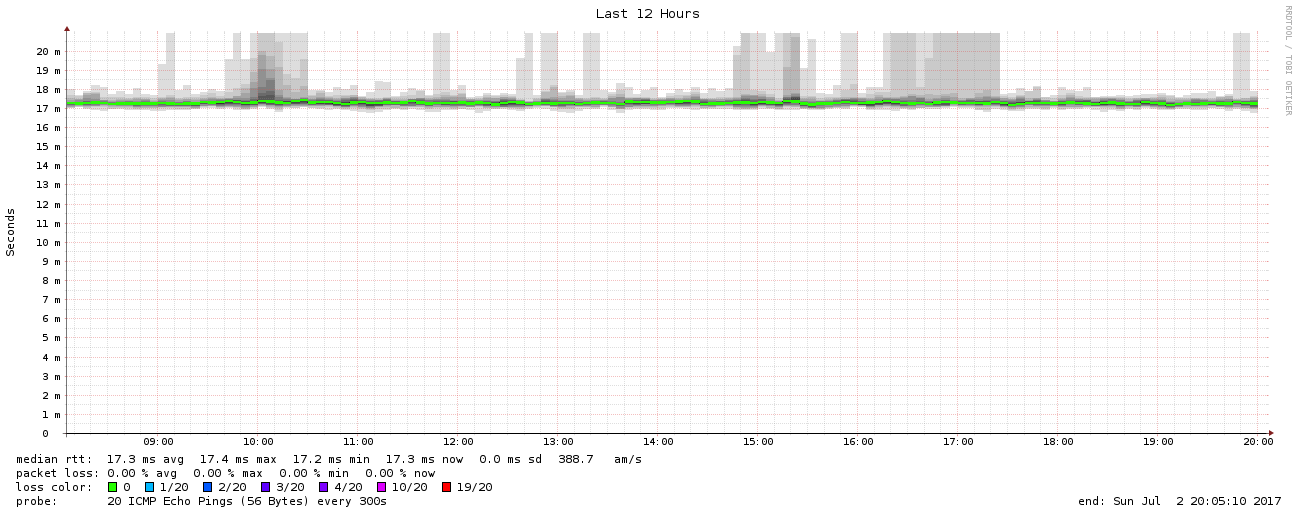 Last 12 Hours
RRDTOOL / TOBI OETIKER
Seconds
20 m
19 m
18 m
17 m
16 m
15 m
14 m
13 m
12 m
11 m
10 m
9 m
8 m
7 m
6 m
5 m
4 m
3 m
2 m
1 m
0
09:00 10:00 11:00 12:00 13:00 14:00 15:00 16:00 17:00 18:00 19:00 20:00
median rtt: 17.3 ms avg 17.4 ms max 17.2 ms min 17.3 ms now 0.0 ms sd 388.7 am/s
packet loss: 0.00 % avg 0.00 % max 0.00 % min 0.00 % now
loss color: 0 1/20 2/20 3/20 4/20 10/20 19/20
probe: 20 ICMP Echo Pings (56 Bytes) every 300s end: Sun Jul 2 20:05:10 2017